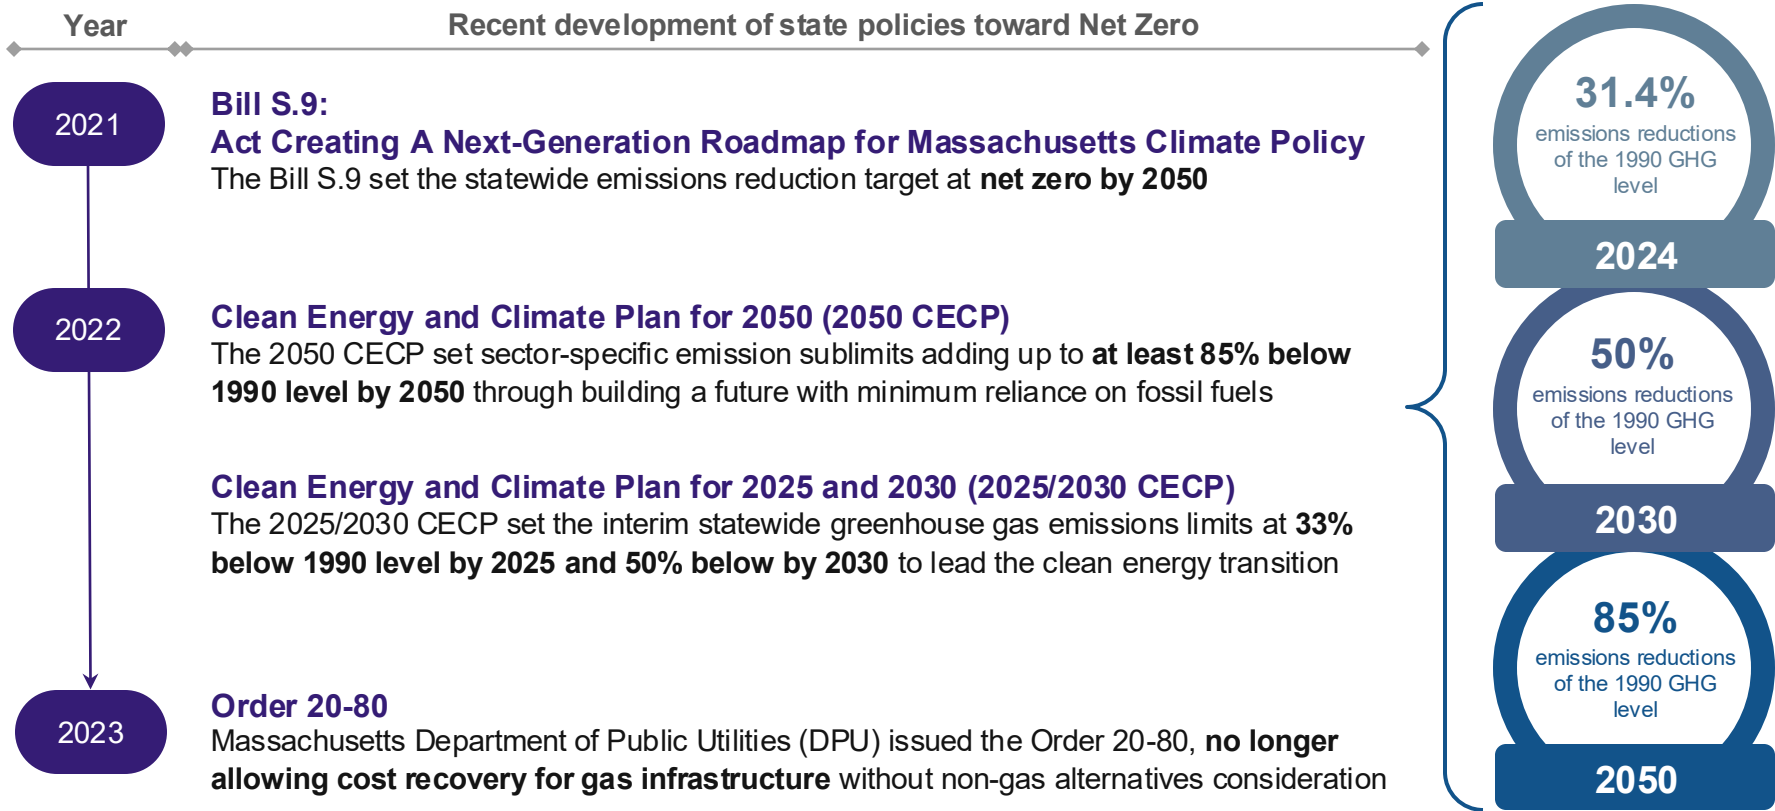 Year
Recent development of state policies toward Net Zero
2021
Bill S.9:
Act Creating A Next-Generation Roadmap for Massachusetts Climate Policy
The Bill S.9 set the statewide emissions reduction target at net zero by 2050
2022
Clean Energy and Climate Plan for 2050 (2050 CECP)
The 2050 CECP set sector-specific emission sublimits adding up to at least 85% below
1990 level by 2050 through building a future with minimum reliance on fossil fuels
Clean Energy and Climate Plan for 2025 and 2030 (2025/2030 CECP)
The 2025/2030 CECP set the interim statewide greenhouse gas emissions limits at 33%
below 1990 level by 2025 and 50% below by 2030 to lead the clean energy transition
2023
Order 20-80
Massachusetts Department of Public Utilities (DPU) issued the Order 20-80, no longer
allowing cost recovery for gas infrastructure without non-gas alternatives consideration
31.4%
emissions reductions
of the 1990 GHG
level
2024
50%
emissions reductions
of the 1990 GHG
level
2030
85%
emissions reductions
of the 1990 GHG
level
2050